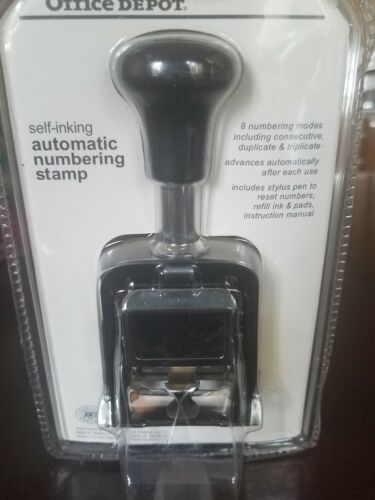 Office DEPOT
self-inking
automatic
numbering
stamp
8 numbering modes
including consecutive,
duplicate & triplicate
advances automatically
after each use
includes stylus pen to
reset numbers,
refill ink & pads,
instruction manual